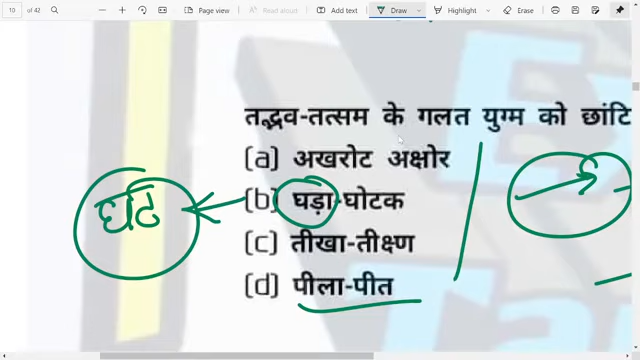 10 of 42
Page view
Read aloud
Add text
Draw
Highlight
Erase
तद्भव-तत्सम के गलत युग्म को छांटि
(a) अखरोट अक्षोर
(b) घड़ा-घोटक
(c) तीखा-तीक्ष्ण
(d) पीला-पीत